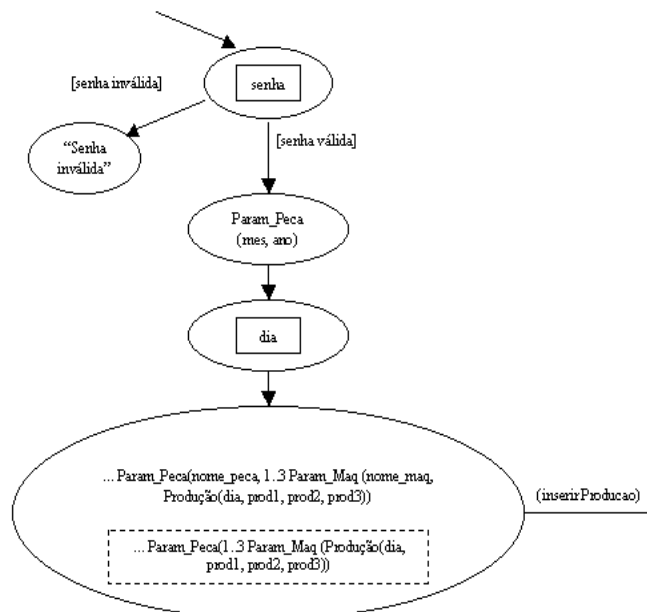 senha
[senha inválida]
[senha válida]
“Senha
inválida”
Param_Peca
(mes, ano)
dia
... Param_Peca(nome_peca, 1..3 Param_Maq (nome_maq,
Produção(dia, prod1, prod2, prod3))
(inserirProducao)
... Param_Peca(1..3 Param_Maq (Produção(dia,
prod1, prod2, prod3))